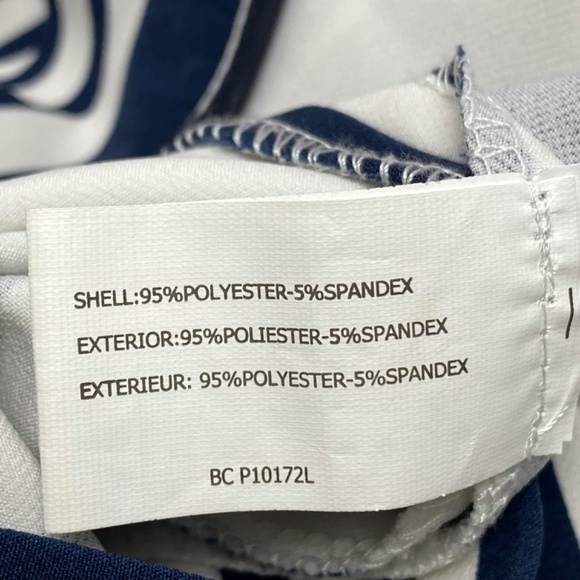 SHELL:95%POLYESTER-5%SPANDEX
EXTERIOR:95%POLIESTER-5%SPANDEX
EXTERIEUR: 95%POLYESTER-5%SPANDEX
BC P10172L